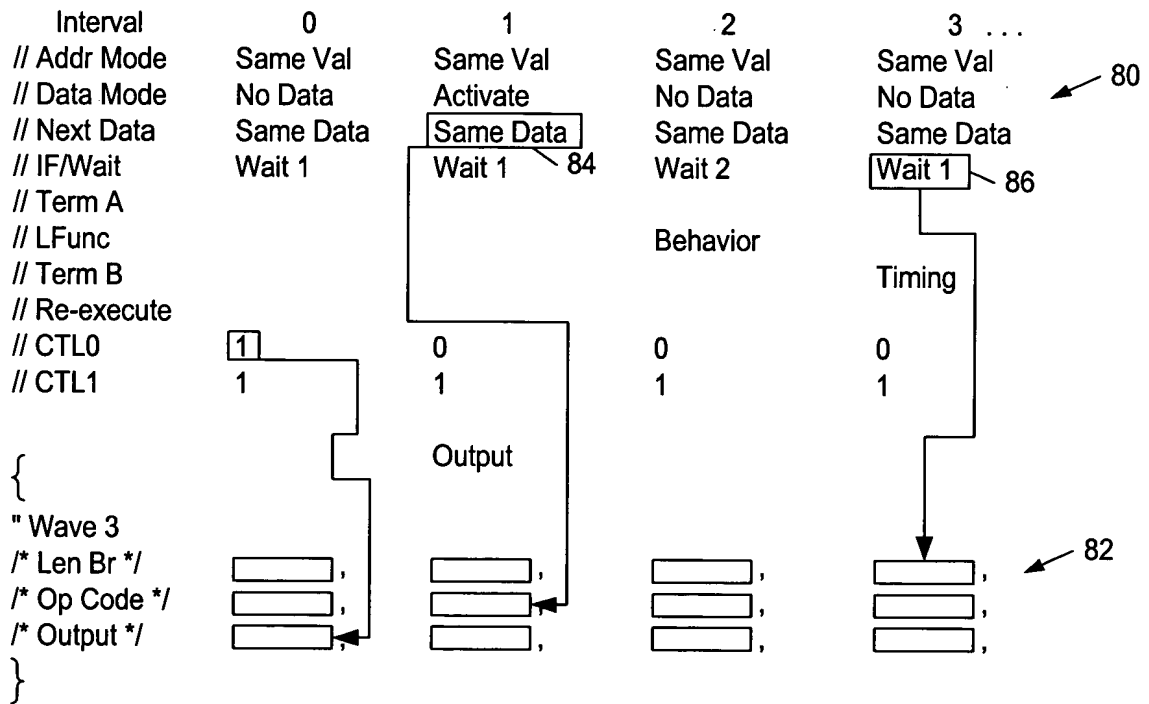 Interval 0 1 2 3 ...
// Addr Mode Same Val Same Val Same Val Same Val
80
// Data Mode No Data Activate No Data No Data
// Next Data Same Data Same Data Same Data Same Data
// IF/Wait Wait 1 Wait 1 84 Wait 2 Wait 1 86
// Term A
// LFunc Behavior
// Term B
Timing
// Re-execute
// CTL0 1 0 0 0
// CTL1 1 1 1 1
Output
{
" Wave 3
82
/* Len Br */ , , , ,
/* Op Code */ , , , ,
/* Output */ , , , ,
}